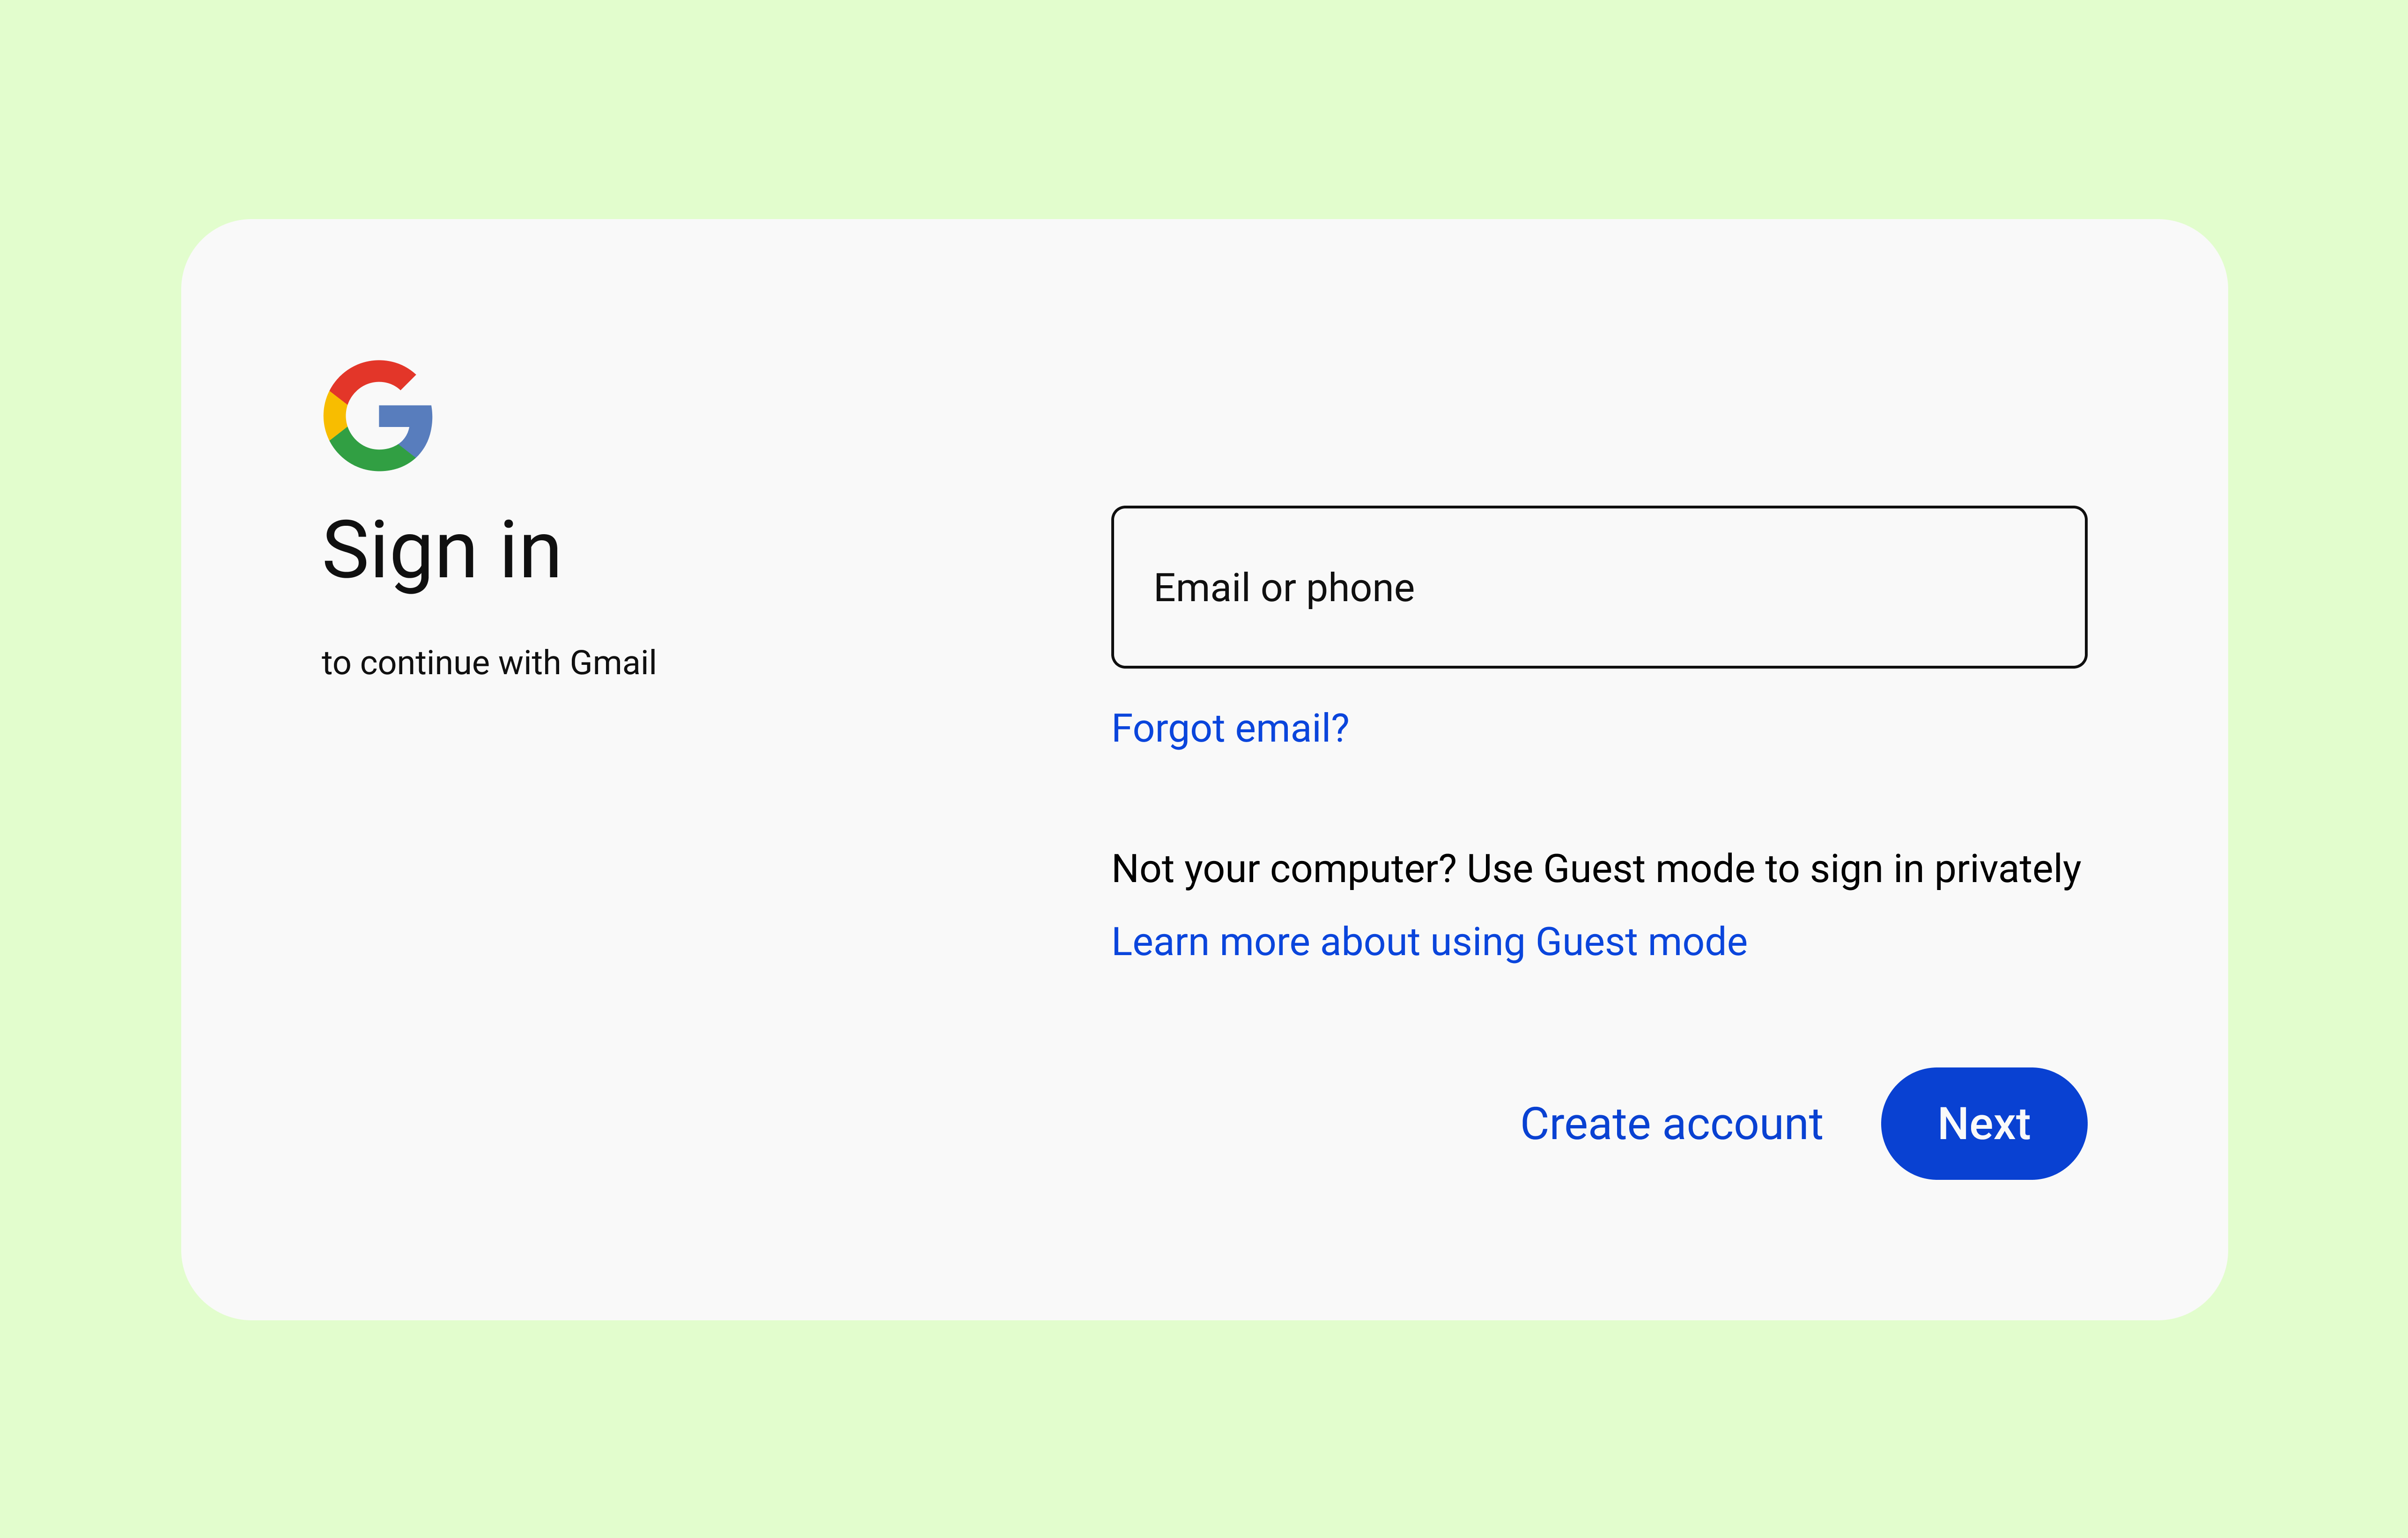 Sign in
to continue with Gmail
Email or phone
Forgot email?
Not your computer? Use Guest mode to sign in privately
Learn more about using Guest mode
Create account
Next